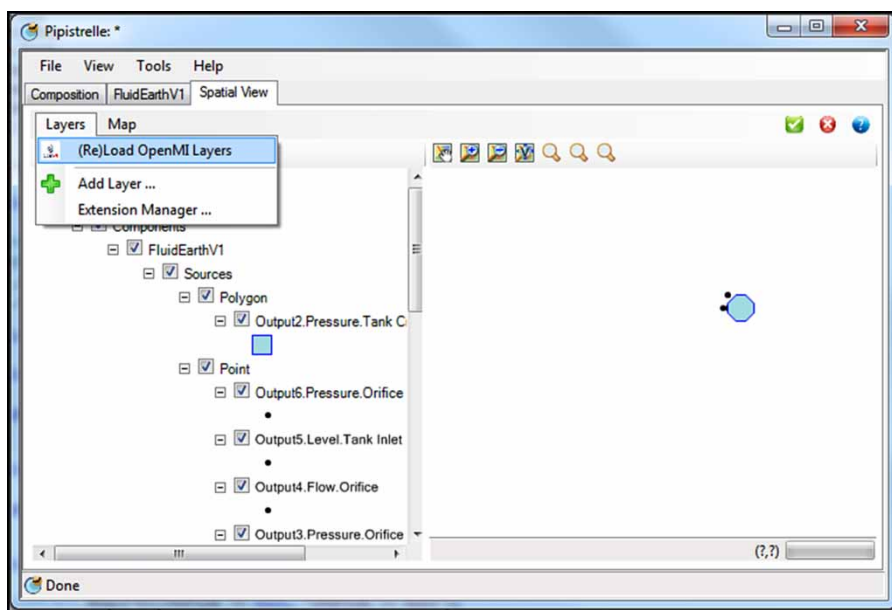 Pipistrelle: *
File View Tools Help
Composition FluidEarthV1 Spatial View
Layers Map
(Re)Load OpenMI Layers
Add Layer ...
Extension Manager ...
Components
FluidEarthV1
Sources
Polygon
Output2.Pressure.Tank
Point
Output6.Pressure.Orifice
Output5.Level.Tank Inlet
Output4.Flow.Orifice
Output3.Pressure.Orifice
(?,?)
Done